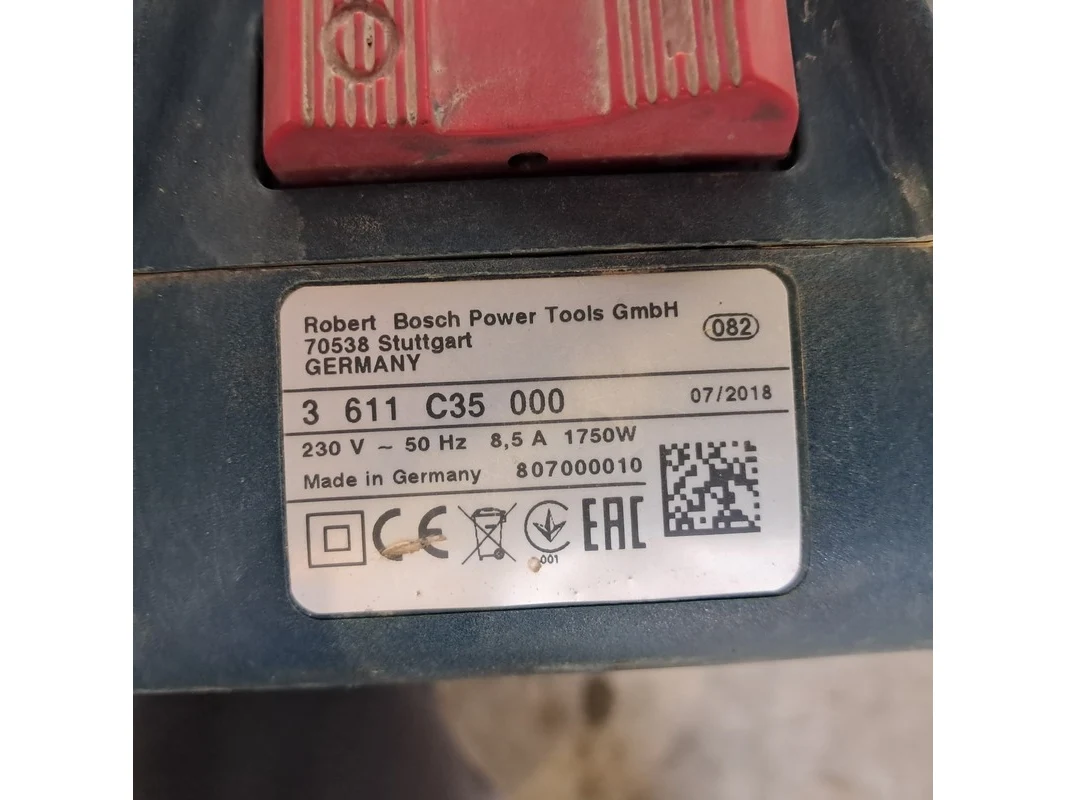 Robert Bosch Power Tools GmbH
082
70538 Stuttgart
GERMANY
3 611 C35 000
07/2018
230 V ~ 50 Hz 8,5 A 1750W
Made in Germany 807000010
CE
EAC
001